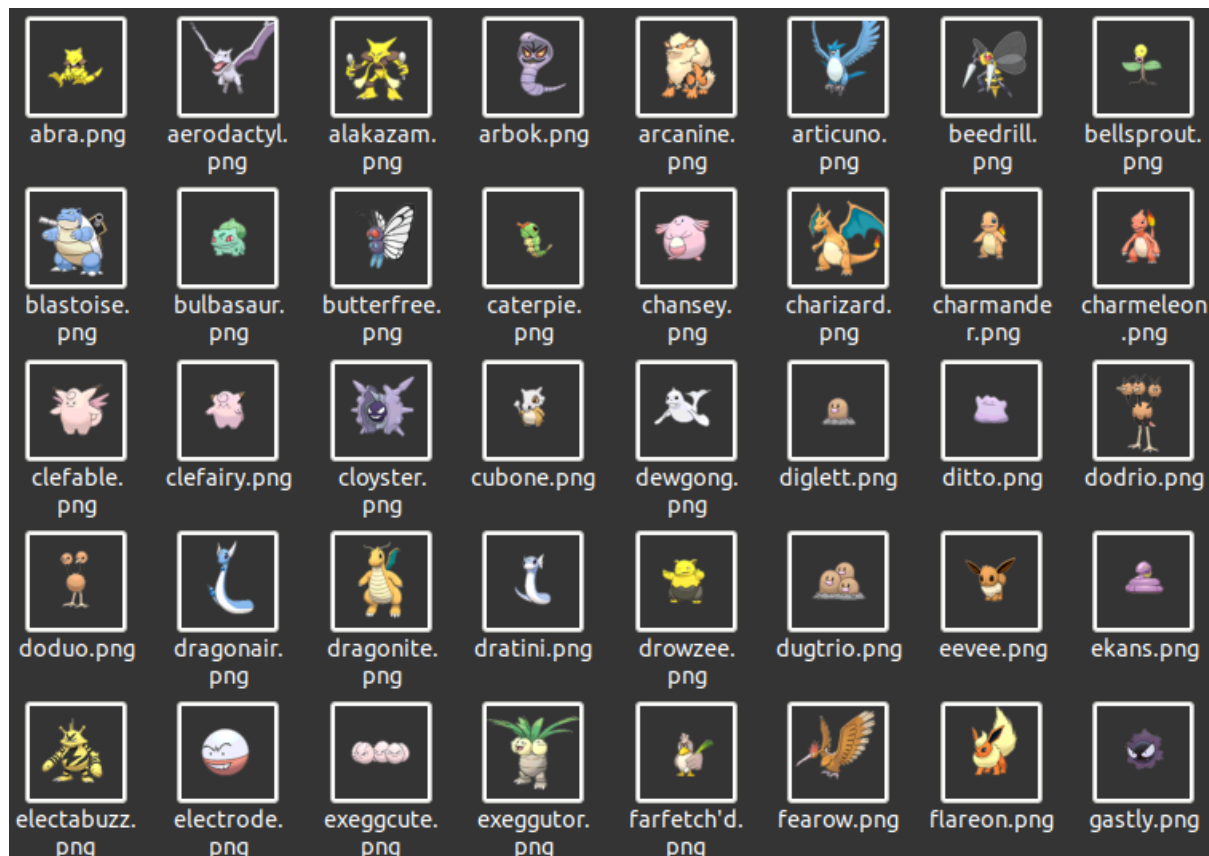 abra.png aerodactyl. alakazam. arbok.png arcanine. articuno. beedrill. bellsprout.
png png png png png png
blastoise. bulbasaur. butterfree. caterpie. chansey. charizard. charmande charmeleon
png png png png png png r.png .png
clefable. clefairy.png cloyster. cubone.png dewgong. diglett.png ditto.png dodrio.png
png png png
doduo.png dragonair. dragonite. dratini.png drowzee. dugtrio.png eevee.png ekans.png
png png png
electabuzz. electrode. exeggcute. exeggutor. farfetch'd. fearow.png flareon.png gastly.png
png png png png png